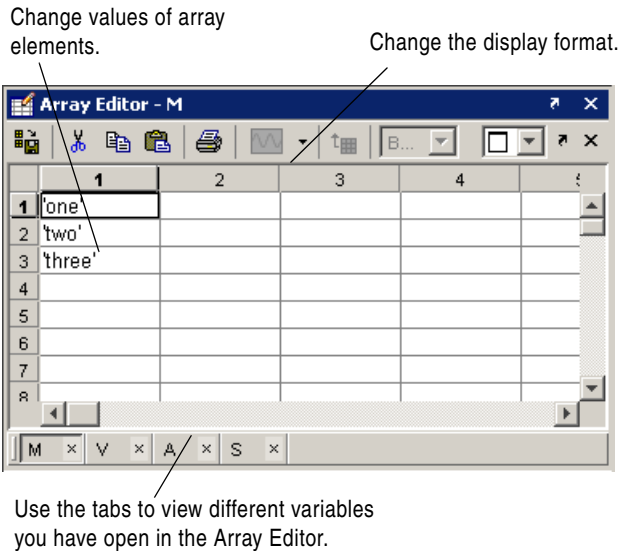 Change values of array
elements.
Change the display format.
Array Editor - M
B...
1 2 3 4 5
1 'one'
2 'two'
3 'three'
4
5
6
7
8
M V A S
Use the tabs to view different variables
you have open in the Array Editor.